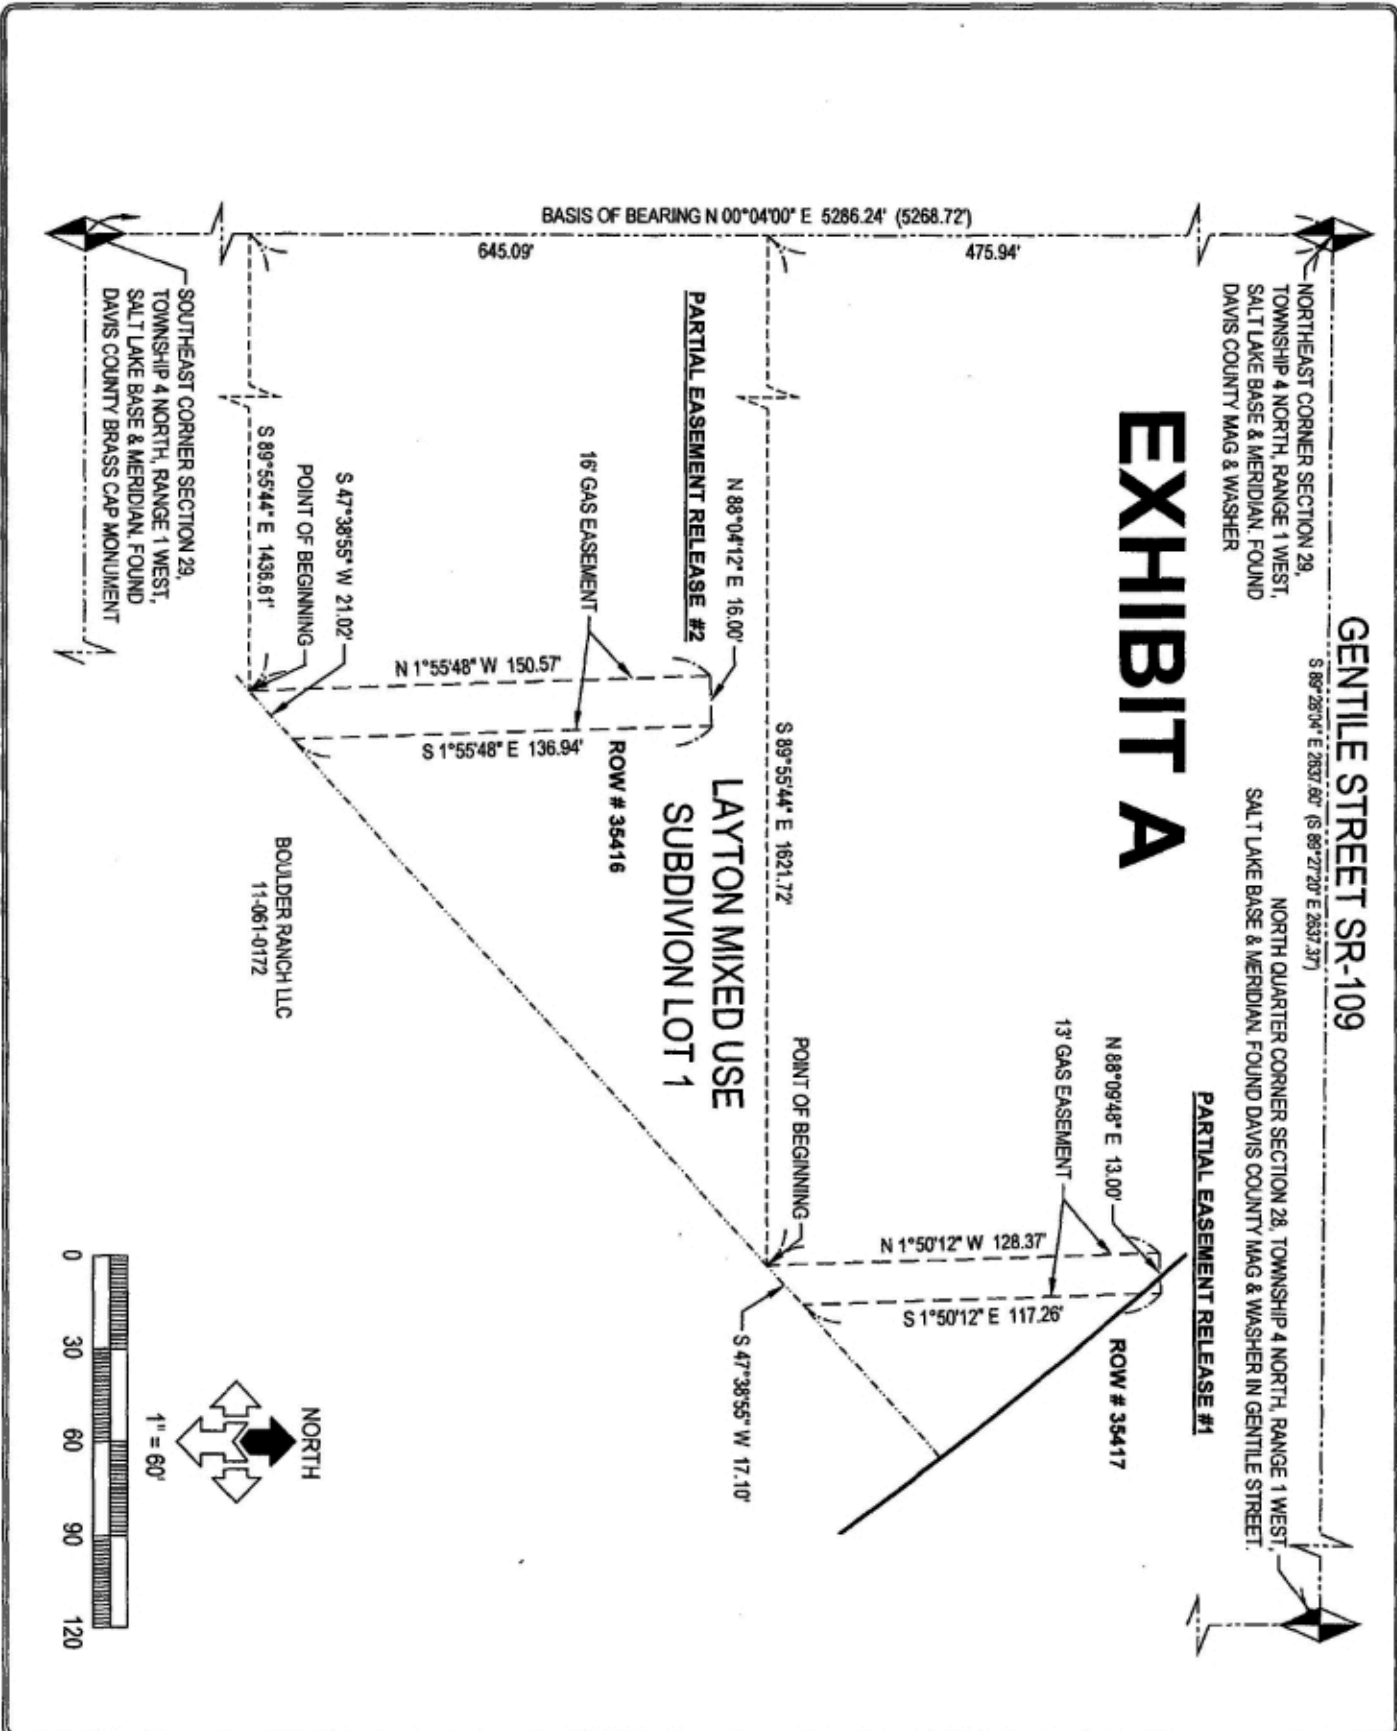 GENTILE STREET SR-109
S 89°28'04" E 2637.60' (S 89°27'20" E 2637.37')
NORTHEAST CORNER SECTION 29,
TOWNSHIP 4 NORTH, RANGE 1 WEST,
SALT LAKE BASE & MERIDIAN. FOUND
DAVIS COUNTY MAG & WASHER
NORTH QUARTER CORNER SECTION 28, TOWNSHIP 4 NORTH, RANGE 1 WEST,
SALT LAKE BASE & MERIDIAN. FOUND DAVIS COUNTY MAG & WASHER IN GENTILE STREET.
EXHIBIT A
PARTIAL EASEMENT RELEASE #1
N 88°09'48" E 13.00'
13' GAS EASEMENT
ROW # 35417
N 1°50'12" W 128.37'
S 1°50'12" E 117.26'
POINT OF BEGINNING
S 47°38'55" W 17.10'
BASIS OF BEARING N 00°04'00" E 5286.24' (5268.72')
475.94'
645.09'
S 89°55'44" E 1621.72'
PARTIAL EASEMENT RELEASE #2
N 88°04'12" E 16.00'
16' GAS EASEMENT
LAYTON MIXED USE
SUBDIVISION LOT 1
ROW # 35416
N 1°55'48" W 150.57'
S 1°55'48" E 136.94'
S 47°38'55" W 21.02'
POINT OF BEGINNING
S 89°55'44" E 1436.61'
BOULDER RANCH LLC
11-061-0172
SOUTHEAST CORNER SECTION 29,
TOWNSHIP 4 NORTH, RANGE 1 WEST,
SALT LAKE BASE & MERIDIAN. FOUND
DAVIS COUNTY BRASS CAP MONUMENT
NORTH
1" = 60'
0 30 60 90 120